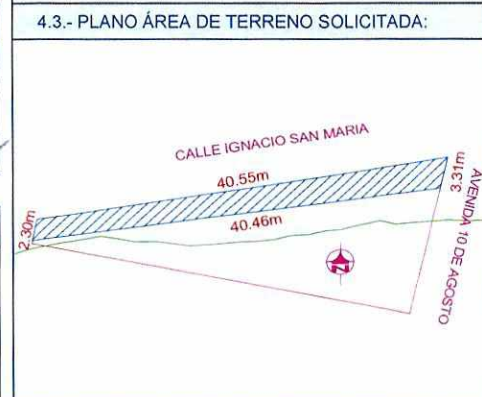 4.3.- PLANO ÁREA DE TERRENO SOLICITADA:
CALLE IGNACIO SAN MARIA
40.55m
3.31m
2.30m
40.46m
AVENIDA 10 DE AGOSTO
N